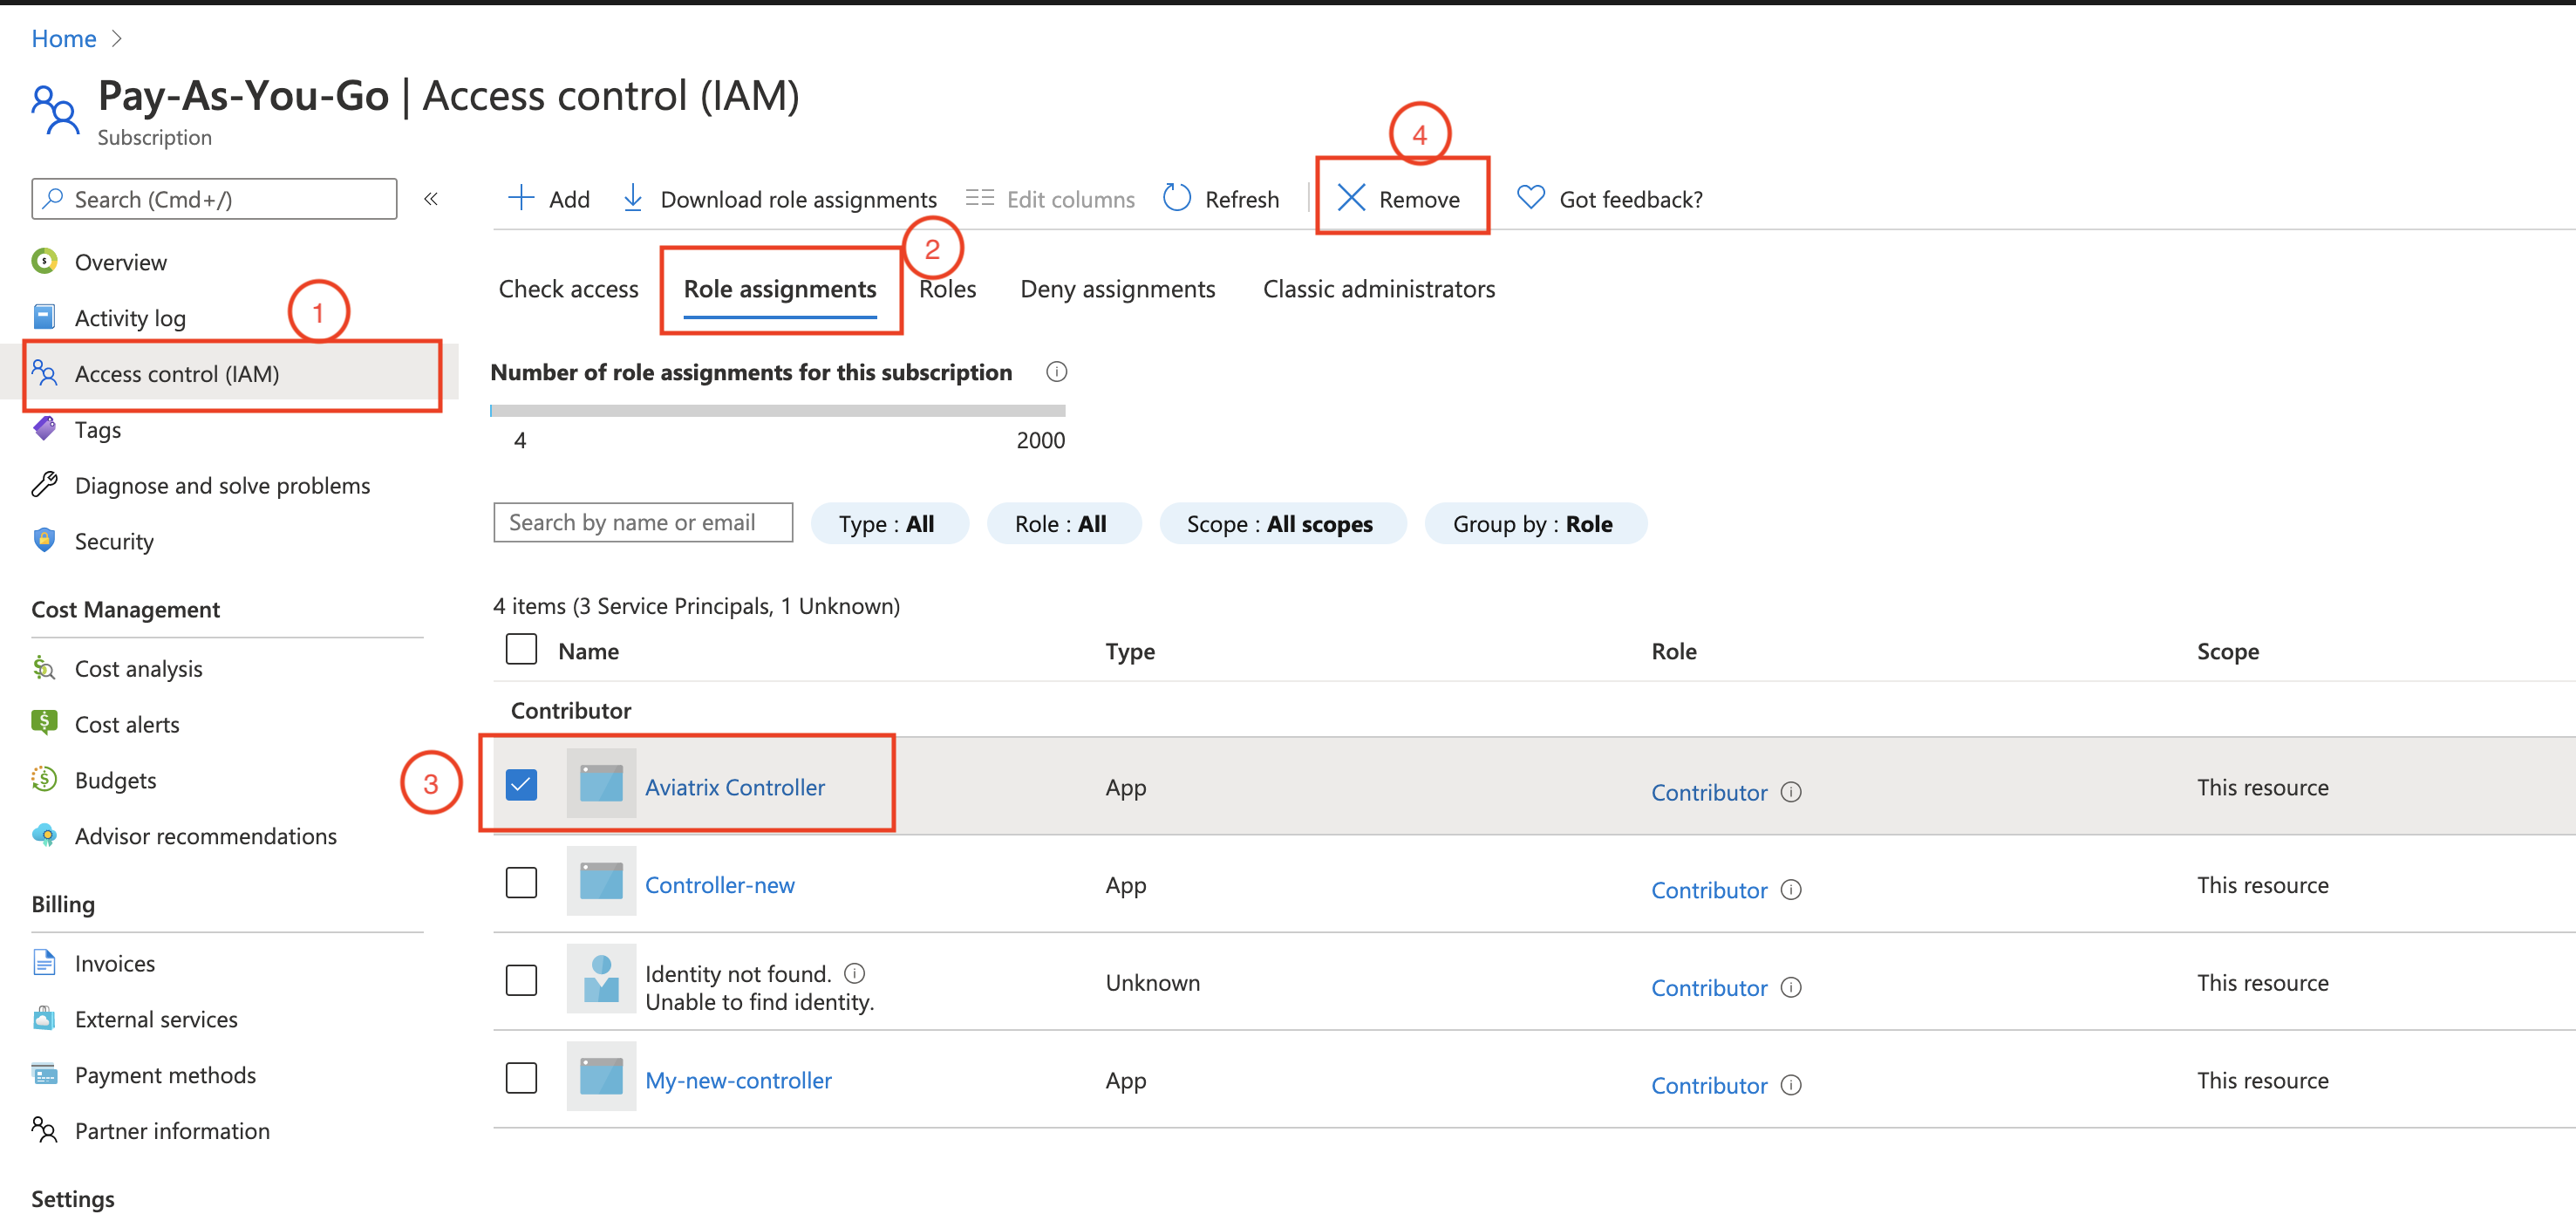 Home
Pay-As-You-Go | Access control (IAM)
Subscription
Search (Cmd+/)
«
Overview
Activity log
1
Access control (IAM)
Tags
Diagnose and solve problems
Security
Cost Management
Cost analysis
Cost alerts
Budgets
Advisor recommendations
Billing
Invoices
External services
Payment methods
Partner information
Settings
Add
Download role assignments
Edit columns
Refresh
Remove
4
Got feedback?
Check access
Role assignments
2
Roles
Deny assignments
Classic administrators
Number of role assignments for this subscription
4 2000
Search by name or email
Type : All
Role : All
Scope : All scopes
Group by : Role
4 items (3 Service Principals, 1 Unknown)
Name Type Role Scope
Contributor
3
Aviatrix Controller App Contributor This resource
Controller-new App Contributor This resource
Identity not found.
Unable to find identity.
Unknown Contributor This resource
My-new-controller App Contributor This resource